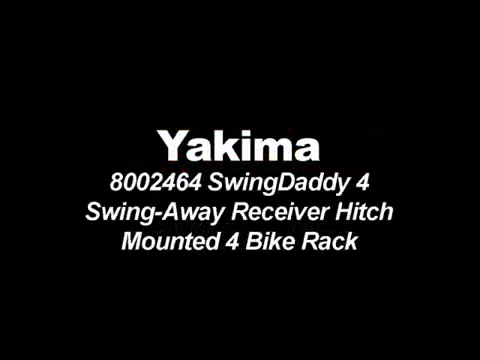 Yakima
8002464 SwingDaddy 4
Swing-Away Receiver Hitch
Mounted 4 Bike Rack